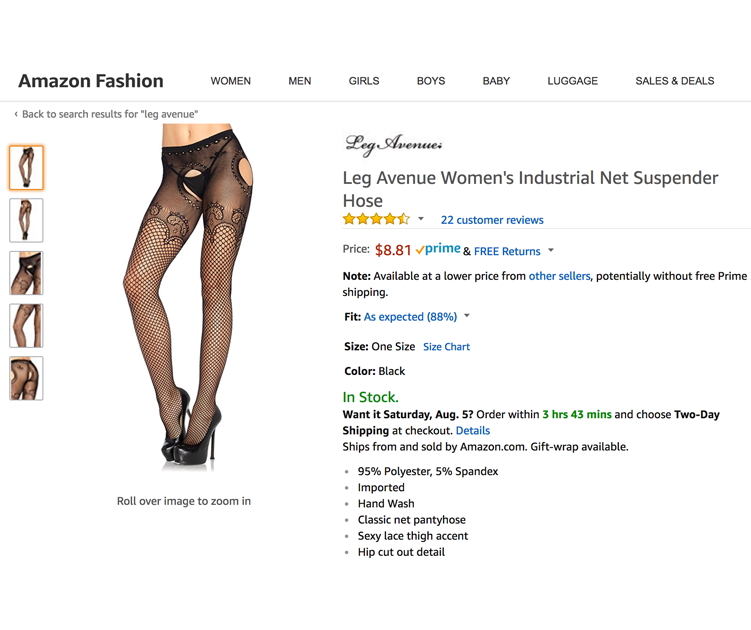 Amazon Fashion WOMEN MEN GIRLS BOYS BABY LUGGAGE SALES & DEALS
‹ Back to search results for "leg avenue"
Leg Avenue
Leg Avenue Women's Industrial Net Suspender
Hose
22 customer reviews
Price: $8.81 prime & FREE Returns
Note: Available at a lower price from other sellers, potentially without free Prime
shipping.
Fit: As expected (88%)
Size: One Size Size Chart
Color: Black
In Stock.
Want it Saturday, Aug. 5? Order within 3 hrs 43 mins and choose Two-Day
Shipping at checkout. Details
Ships from and sold by Amazon.com. Gift-wrap available.
• 95% Polyester, 5% Spandex
• Imported
• Hand Wash
• Classic net pantyhose
• Sexy lace thigh accent
• Hip cut out detail
Roll over image to zoom in